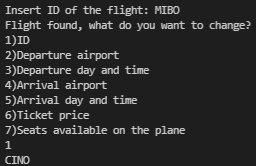 Insert ID of the flight: MIBO
Flight found, what do you want to change?
1)ID
2)Departure airport
3)Departure day and time
4)Arrival airport
5)Arrival day and time
6)Ticket price
7)Seats available on the plane
1
CINO